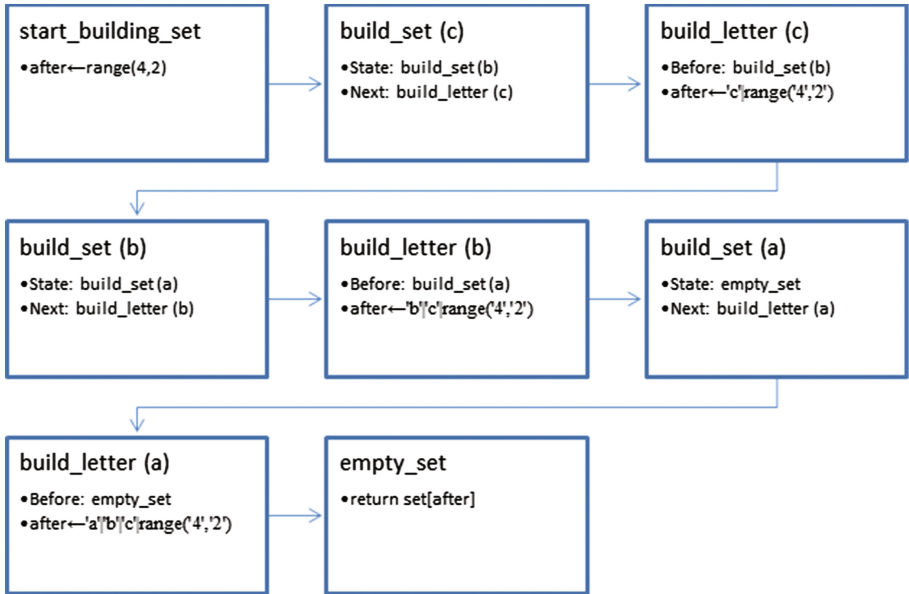 start_building_set
•after←range(4,2)
build_set (c)
•State: build_set(b)
•Next: build_letter (c)
build_letter (c)
•Before: build_set(b)
•after←'c'|range('4','2')
build_set (b)
•State: build_set(a)
•Next: build_letter (b)
build_letter (b)
•Before: build_set(a)
•after←'b'|'c'|range('4','2')
build_set (a)
•State: empty_set
•Next: build_letter (a)
build_letter (a)
•Before: empty_set
•after←'a'|'b'|'c'|range('4','2')
empty_set
•return set[after]